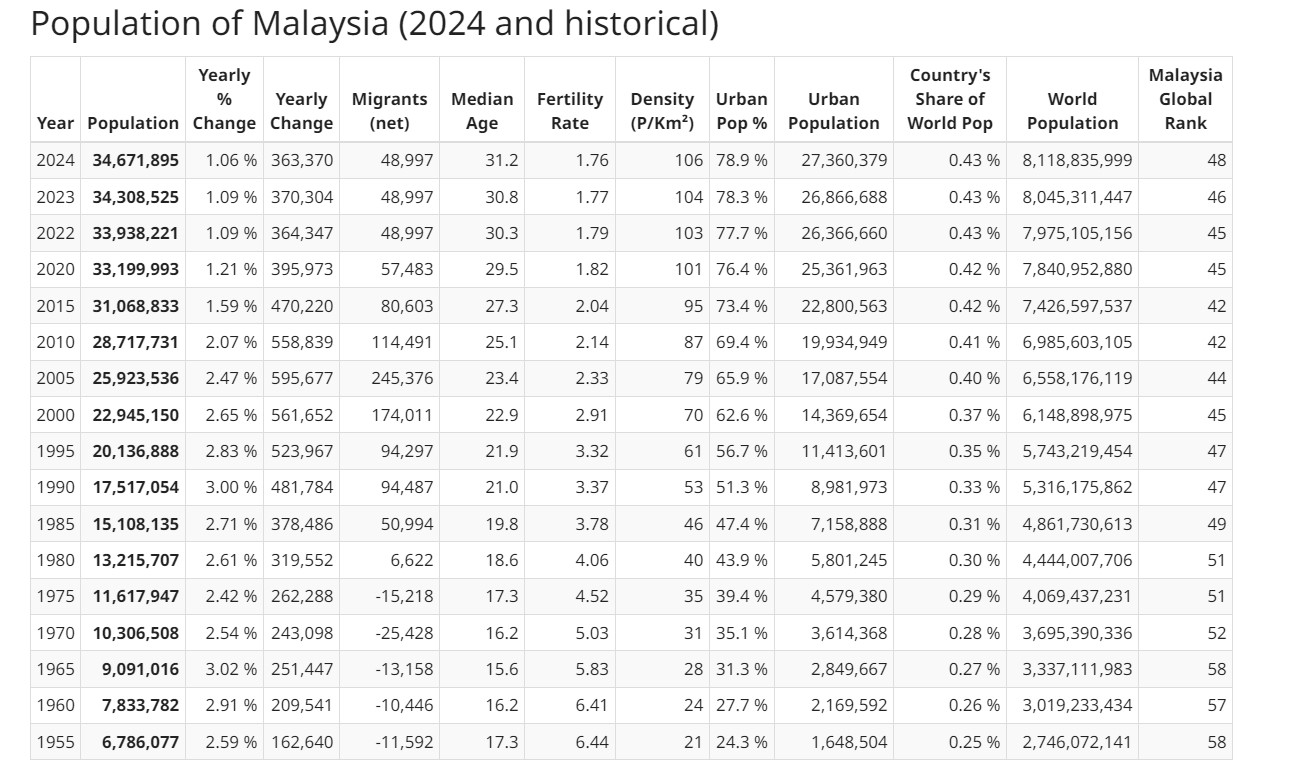 Population of Malaysia (2024 and historical)
Year Population Yearly % Change Yearly Change Migrants (net) Median Age Fertility Rate Density (P/Km²) Urban Pop % Urban Population Country's Share of World Pop World Population Malaysia Global Rank
2024 34,671,895 1.06 % 363,370 48,997 31.2 1.76 106 78.9 % 27,360,379 0.43 % 8,118,835,999 48
2023 34,308,525 1.09 % 370,304 48,997 30.8 1.77 104 78.3 % 26,866,688 0.43 % 8,045,311,447 46
2022 33,938,221 1.09 % 364,347 48,997 30.3 1.79 103 77.7 % 26,366,660 0.43 % 7,975,105,156 45
2020 33,199,993 1.21 % 395,973 57,483 29.5 1.82 101 76.4 % 25,361,963 0.42 % 7,840,952,880 45
2015 31,068,833 1.59 % 470,220 80,603 27.3 2.04 95 73.4 % 22,800,563 0.42 % 7,426,597,537 42
2010 28,717,731 2.07 % 558,839 114,491 25.1 2.14 87 69.4 % 19,934,949 0.41 % 6,985,603,105 42
2005 25,923,536 2.47 % 595,677 245,376 23.4 2.33 79 65.9 % 17,087,554 0.40 % 6,558,176,119 44
2000 22,945,150 2.65 % 561,652 174,011 22.9 2.91 70 62.6 % 14,369,654 0.37 % 6,148,898,975 45
1995 20,136,888 2.83 % 523,967 94,297 21.9 3.32 61 56.7 % 11,413,601 0.35 % 5,743,219,454 47
1990 17,517,054 3.00 % 481,784 94,487 21.0 3.37 53 51.3 % 8,981,973 0.33 % 5,316,175,862 47
1985 15,108,135 2.71 % 378,486 50,994 19.8 3.78 46 47.4 % 7,158,888 0.31 % 4,861,730,613 49
1980 13,215,707 2.61 % 319,552 6,622 18.6 4.06 40 43.9 % 5,801,245 0.30 % 4,444,007,706 51
1975 11,617,947 2.42 % 262,288 -15,218 17.3 4.52 35 39.4 % 4,579,380 0.29 % 4,069,437,231 51
1970 10,306,508 2.54 % 243,098 -25,428 16.2 5.03 31 35.1 % 3,614,368 0.28 % 3,695,390,336 52
1965 9,091,016 3.02 % 251,447 -13,158 15.6 5.83 28 31.3 % 2,849,667 0.27 % 3,337,111,983 58
1960 7,833,782 2.91 % 209,541 -10,446 16.2 6.41 24 27.7 % 2,169,592 0.26 % 3,019,233,434 57
1955 6,786,077 2.59 % 162,640 -11,592 17.3 6.44 21 24.3 % 1,648,504 0.25 % 2,746,072,141 58